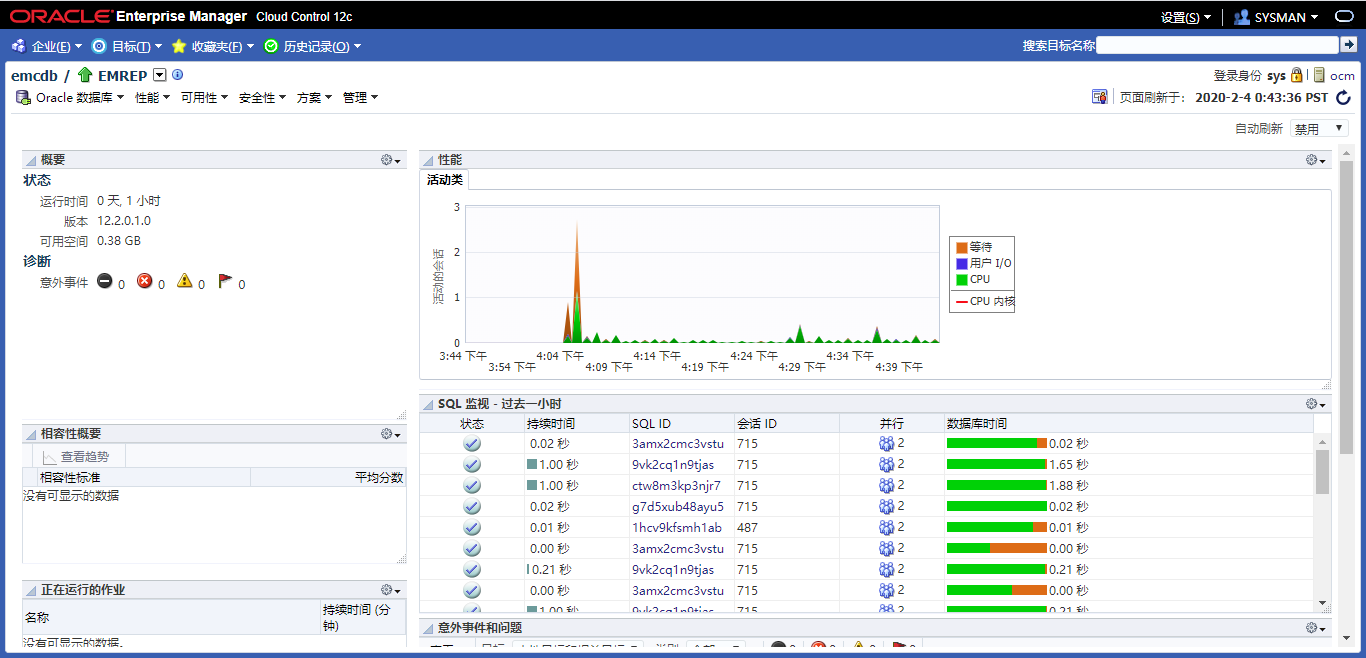 ORACLE Enterprise Manager Cloud Control 12c
设置(S) SYSMAN
企业(E) 目标(T) 收藏夹(F) 历史记录(O) 搜索目标名称
emcdb / EMREP
登录身份 sys ocm
Oracle 数据库 性能 可用性 安全性 方案 管理
页面刷新于: 2020-2-4 0:43:36 PST
自动刷新 禁用
概要
状态
运行时间 0 天, 1 小时
版本 12.2.0.1.0
可用空间 0.38 GB
诊断
意外事件 0 0 0 0
相容性概要
查看趋势
相容性标准 平均分数
没有可显示的数据
正在运行的作业
名称 持续时间 (分钟)
没有可显示的数据。
性能
活动类
活动的会话
3
2
1
0
3:44 下午 4:04 下午 4:14 下午 4:24 下午 4:34 下午
3:54 下午 4:09 下午 4:19 下午 4:29 下午 4:39 下午
等待
用户 I/O
CPU
CPU 内核
SQL 监视 - 过去一小时
状态 持续时间 SQL ID 会话 ID 并行 数据库时间
0.02 秒 3amx2cmc3vstu 715 2 0.02 秒
1.00 秒 9vk2cq1n9tjas 715 2 1.65 秒
1.00 秒 ctw8m3kp3njr7 715 2 1.88 秒
0.02 秒 g7d5xub48ayu5 715 2 0.02 秒
0.01 秒 1hcv9kfsmh1ab 487 2 0.01 秒
0.00 秒 3amx2cmc3vstu 715 2 0.00 秒
0.21 秒 9vk2cq1n9tjas 715 2 0.21 秒
0.00 秒 3amx2cmc3vstu 715 2 0.00 秒
1.00 秒 9vk2cq1n9tjas 715 2 0.21 秒
意外事件和问题